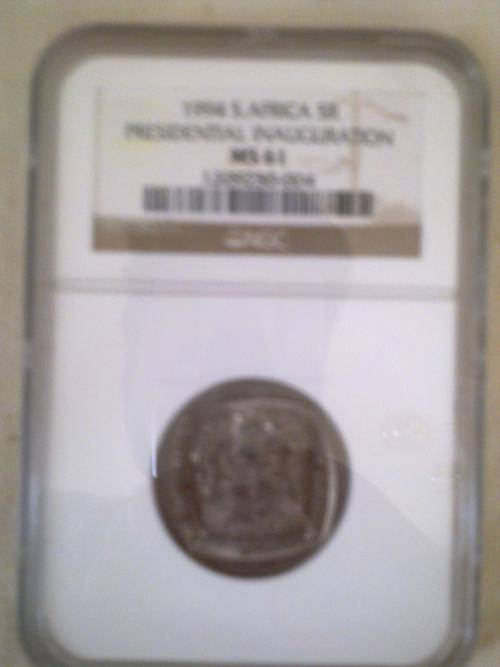 1994 S.AFRICA 5R
PRESIDENTIAL INAUGURATION
MS 61
NGC